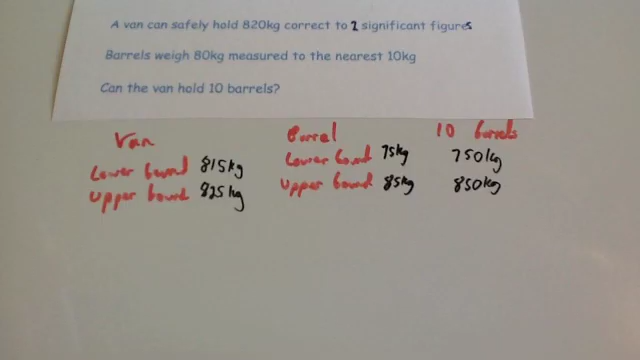 A van can safely hold 820kg correct to 2 significant figures
Barrels weigh 80kg measured to the nearest 10kg
Can the van hold 10 barrels?
Van Barrel 10 barrels
Lower bound 815kg Lower bound 75kg 750kg
Upper bound 825kg Upper bound 85kg 850kg